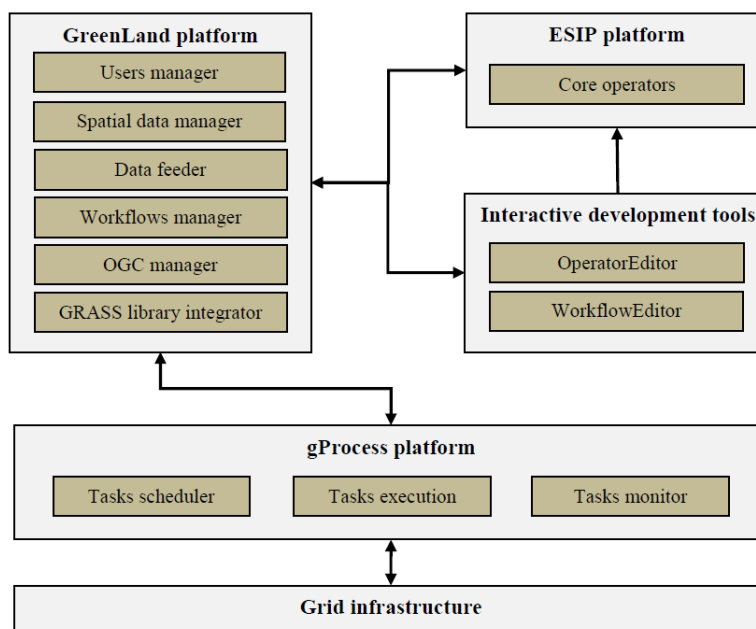 GreenLand platform
Users manager
Spatial data manager
Data feeder
Workflows manager
OGC manager
GRASS library integrator
ESIP platform
Core operators
Interactive development tools
OperatorEditor
WorkflowEditor
gProcess platform
Tasks scheduler
Tasks execution
Tasks monitor
Grid infrastructure